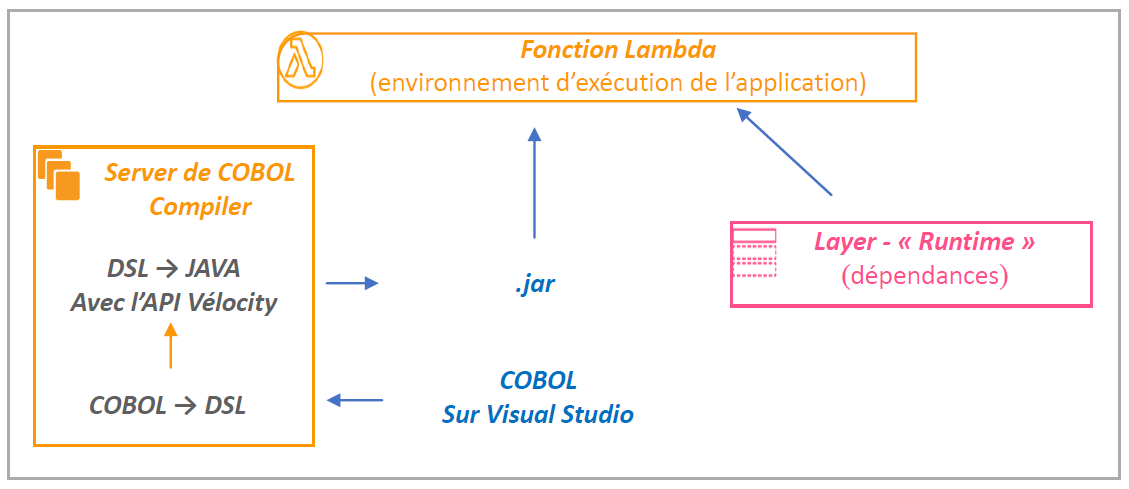 Fonction Lambda
(environnement d’exécution de l’application)
Server de COBOL
Compiler
DSL → JAVA
Avec l’API Vélocity
COBOL → DSL
.jar
COBOL
Sur Visual Studio
Layer - « Runtime »
(dépendances)